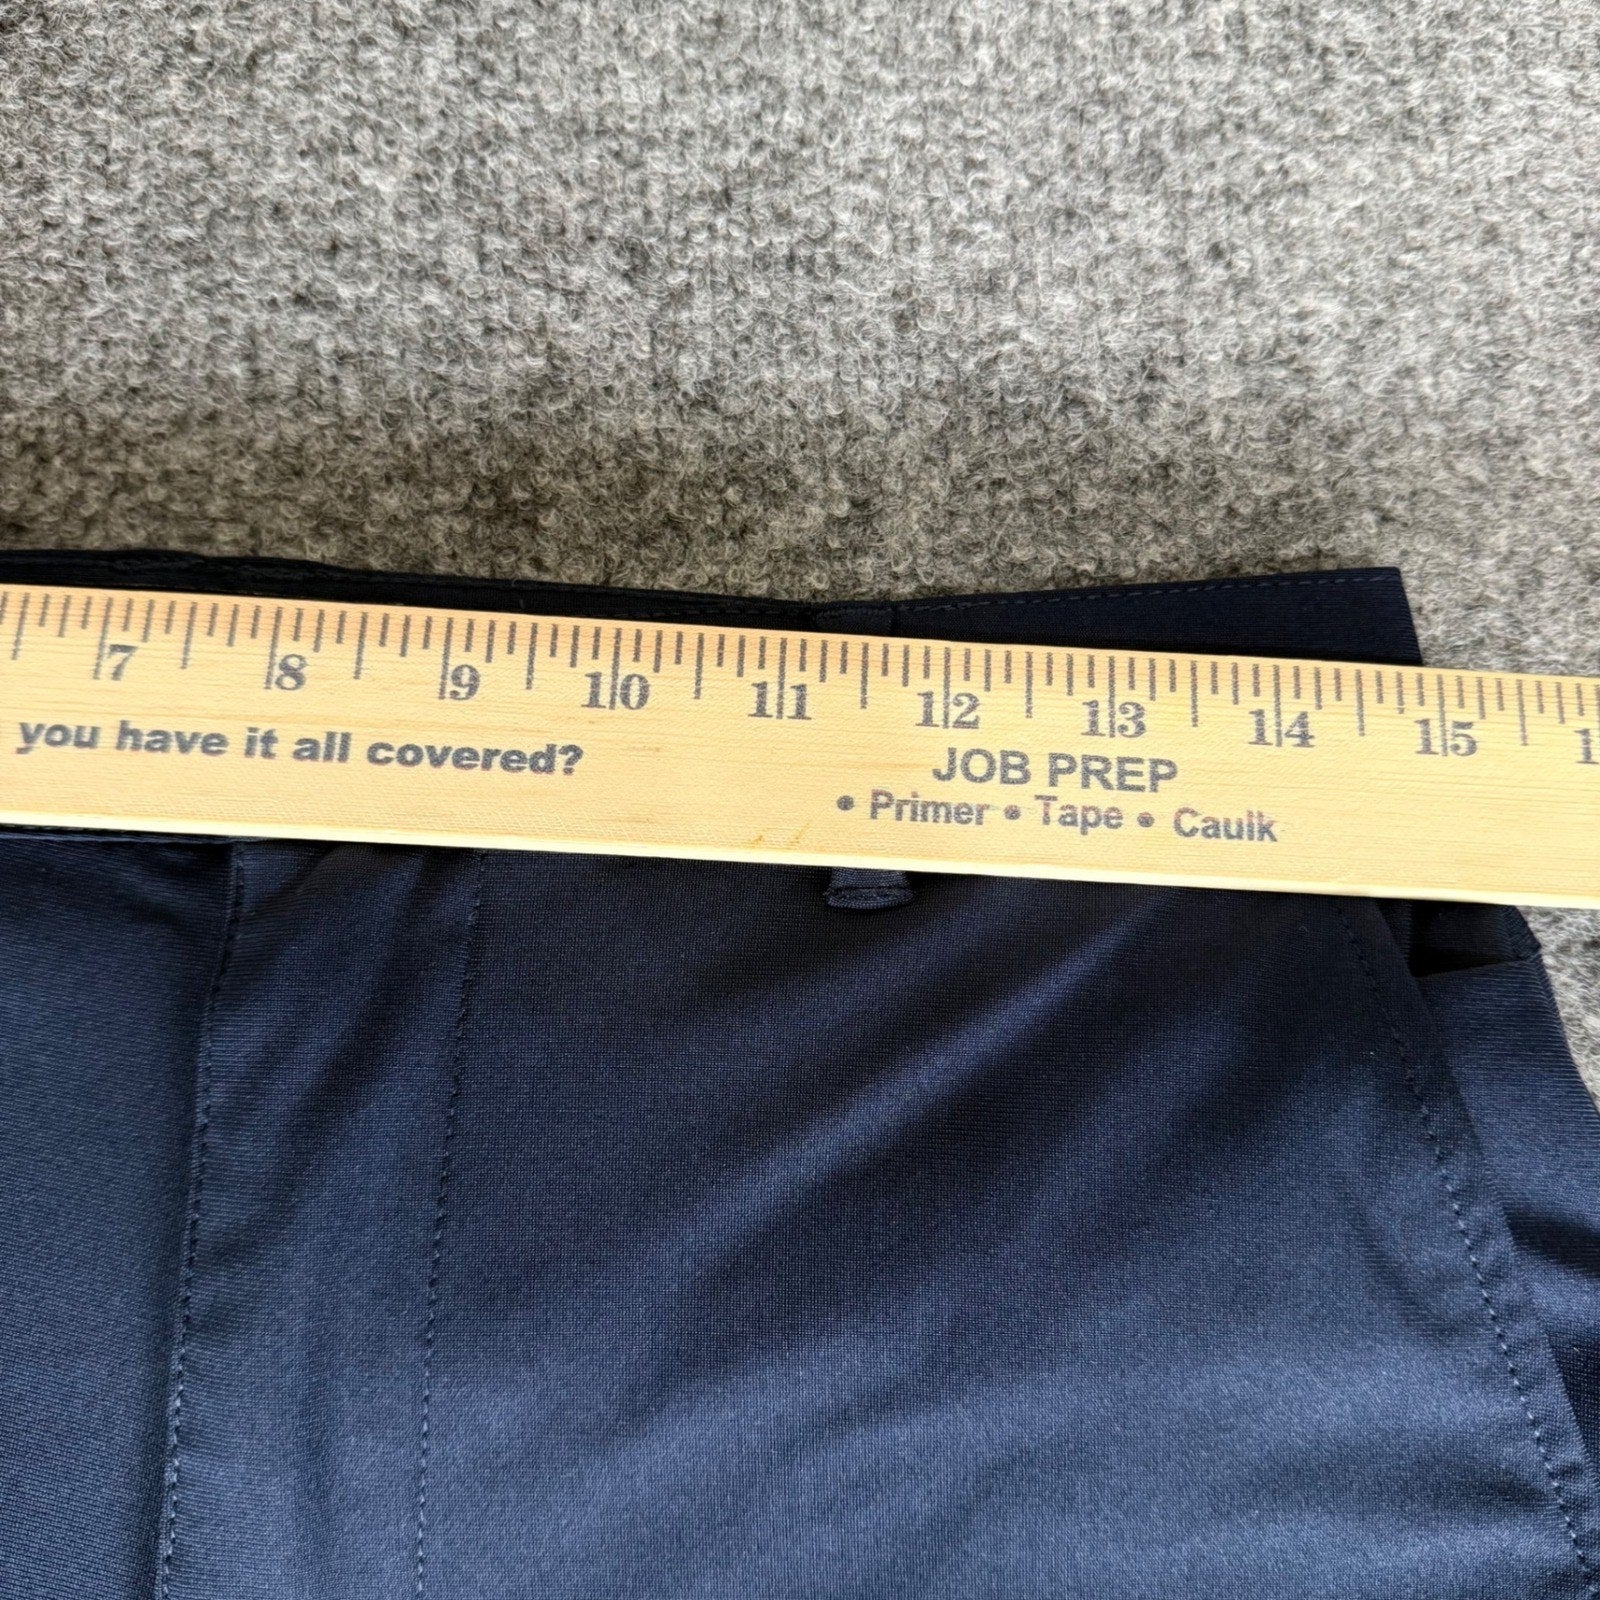 7 8 9 10 11 12 13 14 15
you have it all covered?
JOB PREP
• Primer • Tape • Caulk